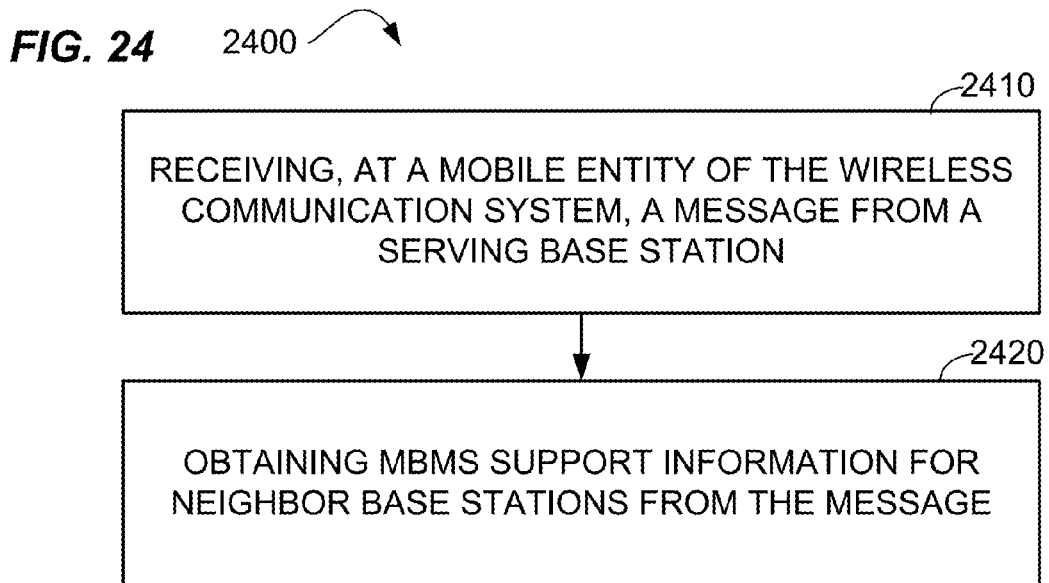 FIG. 24 2400
2410
RECEIVING, AT A MOBILE ENTITY OF THE WIRELESS
COMMUNICATION SYSTEM, A MESSAGE FROM A
SERVING BASE STATION
2420
OBTAINING MBMS SUPPORT INFORMATION FOR
NEIGHBOR BASE STATIONS FROM THE MESSAGE